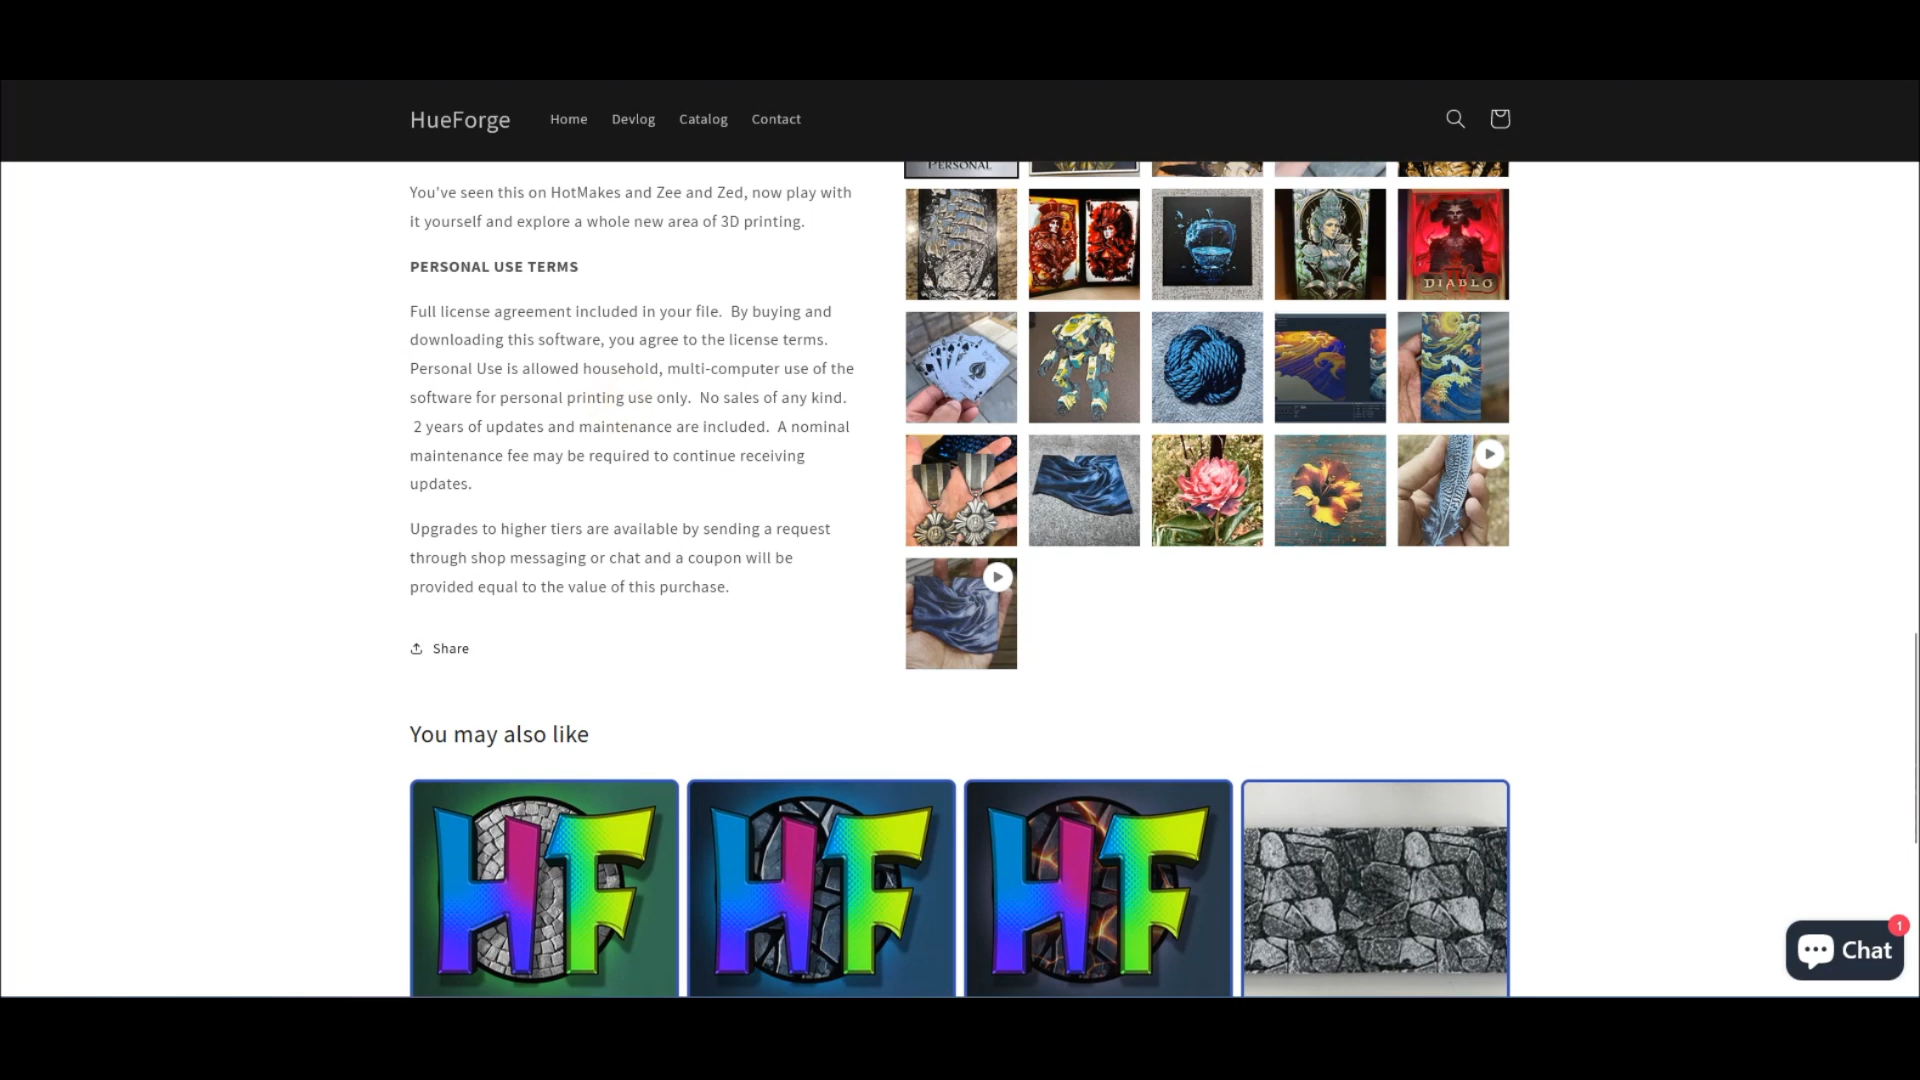 HueForge Home Devlog Catalog Contact
PERSONAL
You've seen this on HotMakes and Zee and Zed, now play with
it yourself and explore a whole new area of 3D printing.
PERSONAL USE TERMS
Full license agreement included in your file.  By buying and
downloading this software, you agree to the license terms.
Personal Use is allowed household, multi-computer use of the
software for personal printing use only.  No sales of any kind.
2 years of updates and maintenance are included.  A nominal
maintenance fee may be required to continue receiving
updates.
Upgrades to higher tiers are available by sending a request
through shop messaging or chat and a coupon will be
provided equal to the value of this purchase.
Share
DIABLO
You may also like
HF
HF
HF
Chat
1